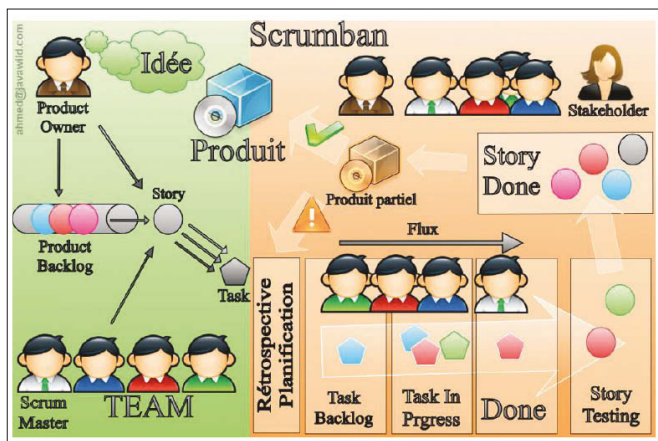 Scrumban
Idée
ahmed@javawild.com
Product
Owner
Produit
Stakeholder
Story
Done
Produit partiel
Story
Product
Backlog
Flux
Task
Rétrospective
Planification
Scrum
Master
TEAM
Task
Backlog
Task In
Prgress
Done
Story
Testing